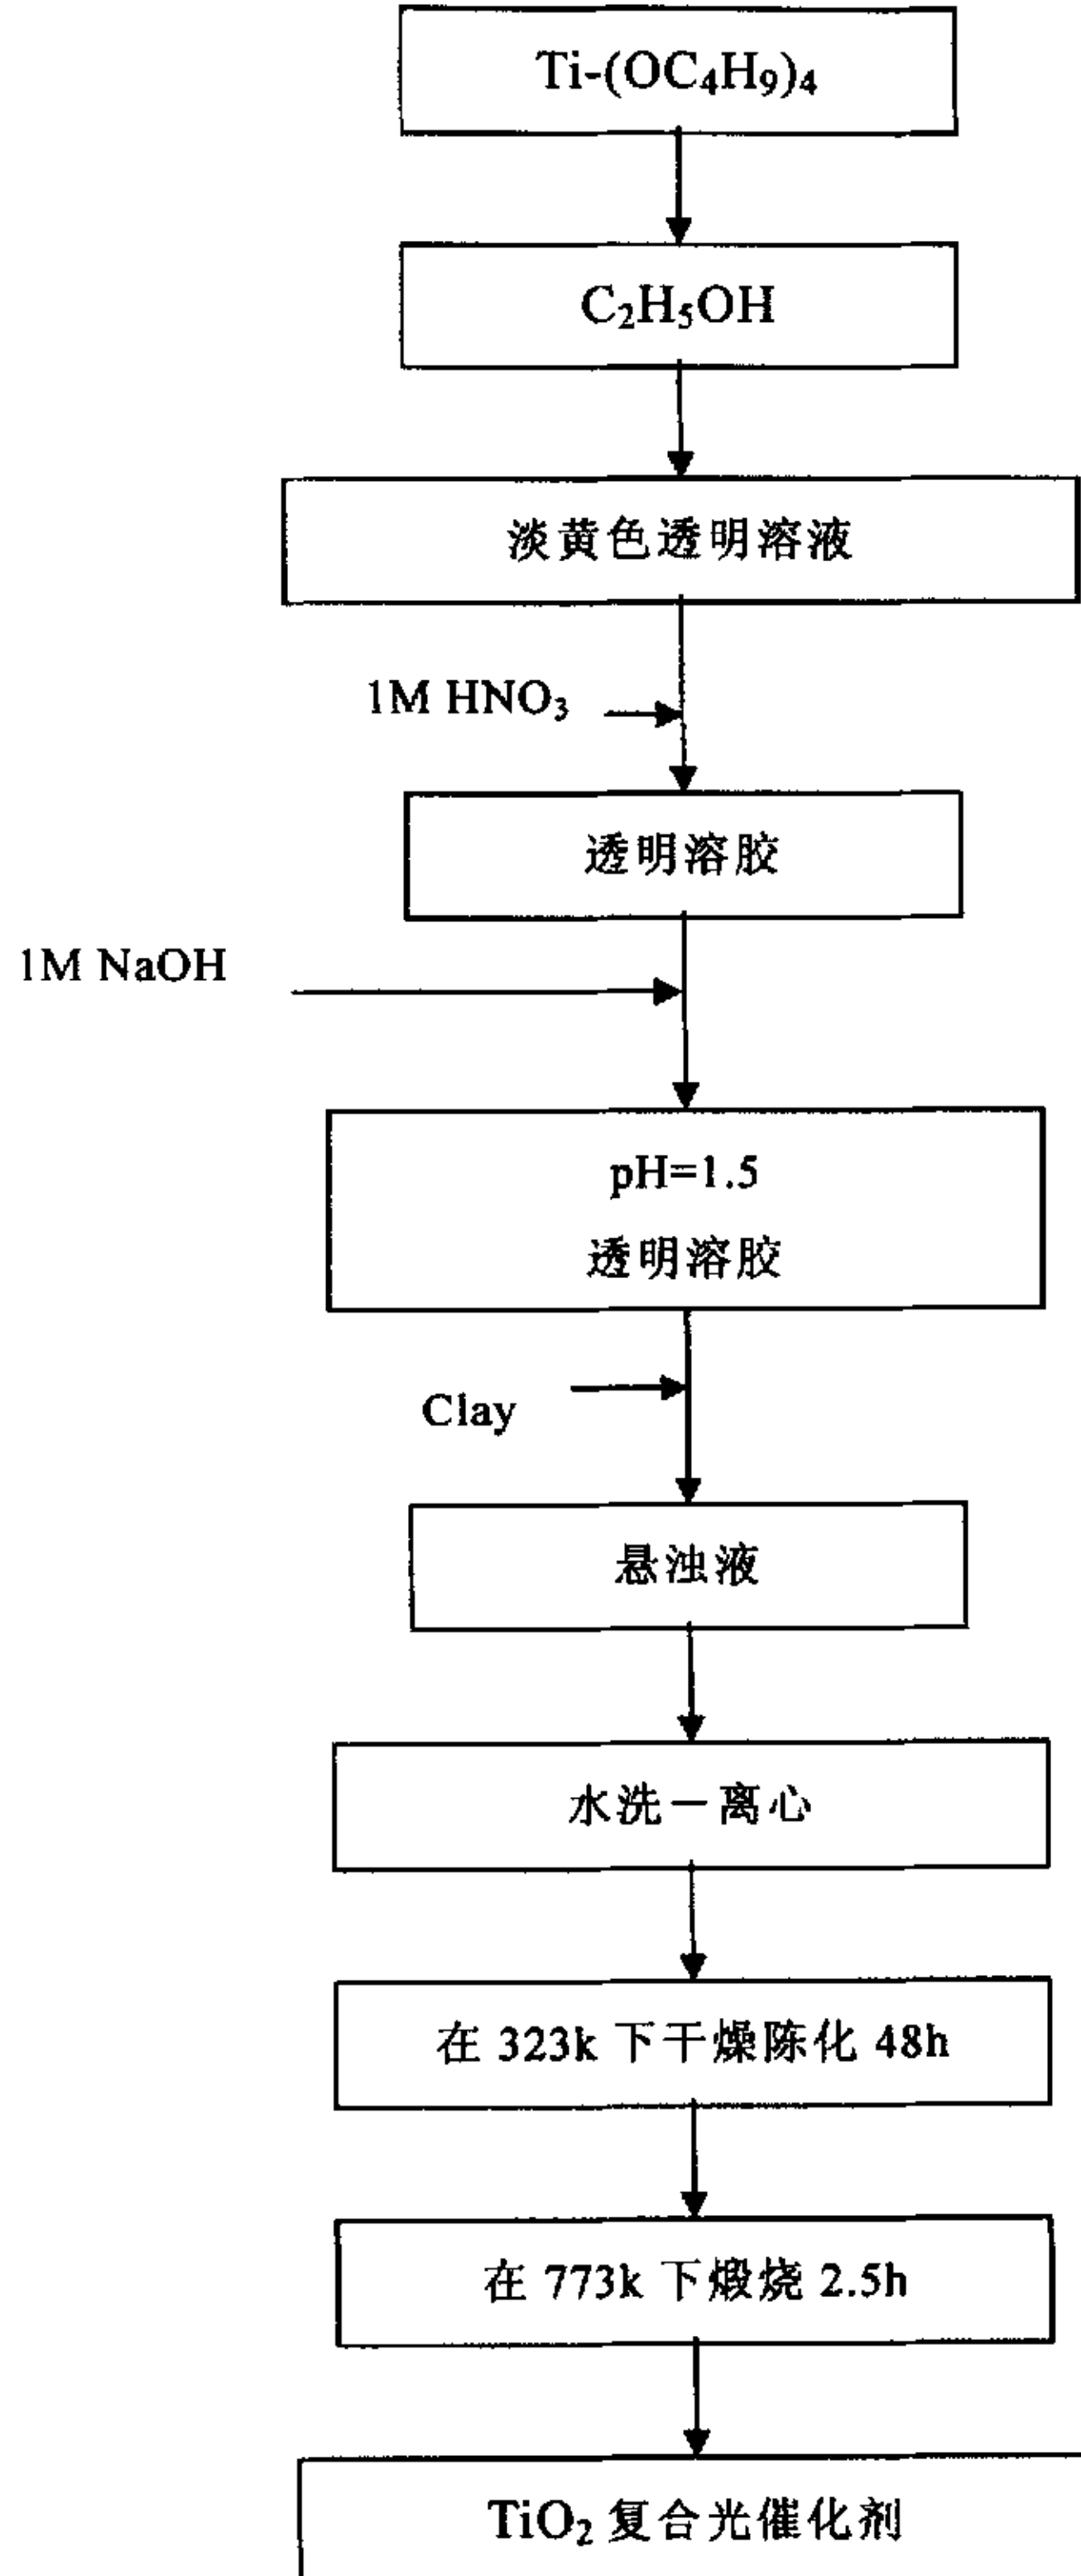 Ti-(OC₄H₉)₄
C₂H₅OH
淡黄色透明溶液
1M HNO₃
透明溶胶
1M NaOH
pH=1.5
透明溶胶
Clay
悬浊液
水洗－离心
在 323k 下干燥陈化 48h
在 773k 下煅烧 2.5h
TiO₂ 复合光催化剂